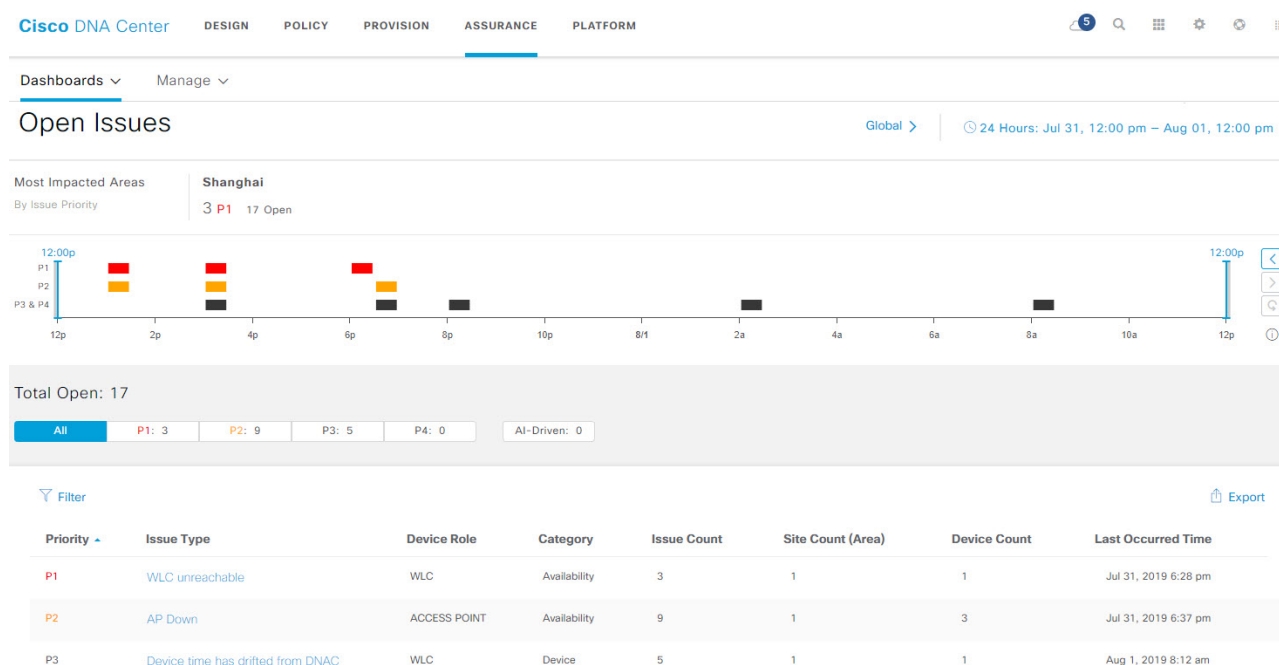 Cisco DNA Center DESIGN POLICY PROVISION ASSURANCE PLATFORM 5
Dashboards Manage
Open Issues Global 24 Hours: Jul 31, 12:00 pm – Aug 01, 12:00 pm
Most Impacted Areas Shanghai
By Issue Priority 3 P1 17 Open
12:00p 12:00p
P1
P2
P3 & P4
12p 2p 4p 6p 8p 10p 8/1 2a 4a 6a 8a 10a 12p
Total Open: 17
All P1: 3 P2: 9 P3: 5 P4: 0 AI-Driven: 0
Filter Export
Priority Issue Type Device Role Category Issue Count Site Count (Area) Device Count Last Occurred Time
P1 WLC unreachable WLC Availability 3 1 1 Jul 31, 2019 6:28 pm
P2 AP Down ACCESS POINT Availability 9 1 3 Jul 31, 2019 6:37 pm
P3 Device time has drifted from DNAC WLC Device 5 1 1 Aug 1, 2019 8:12 am